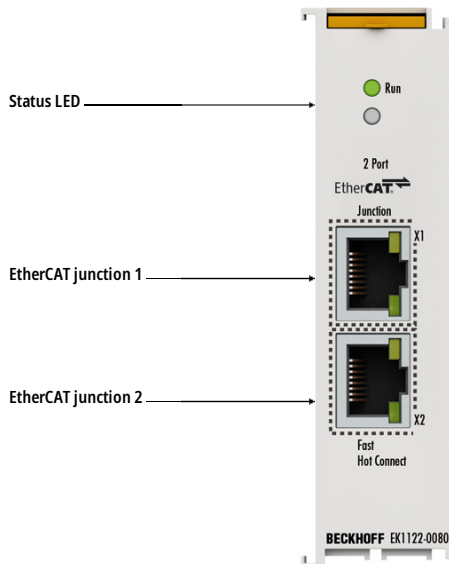 Status LED
Run
2 Port
EtherCAT®
Junction
X1
EtherCAT junction 1
EtherCAT junction 2
X2
Fast
Hot Connect
BECKHOFF EK1122-0080